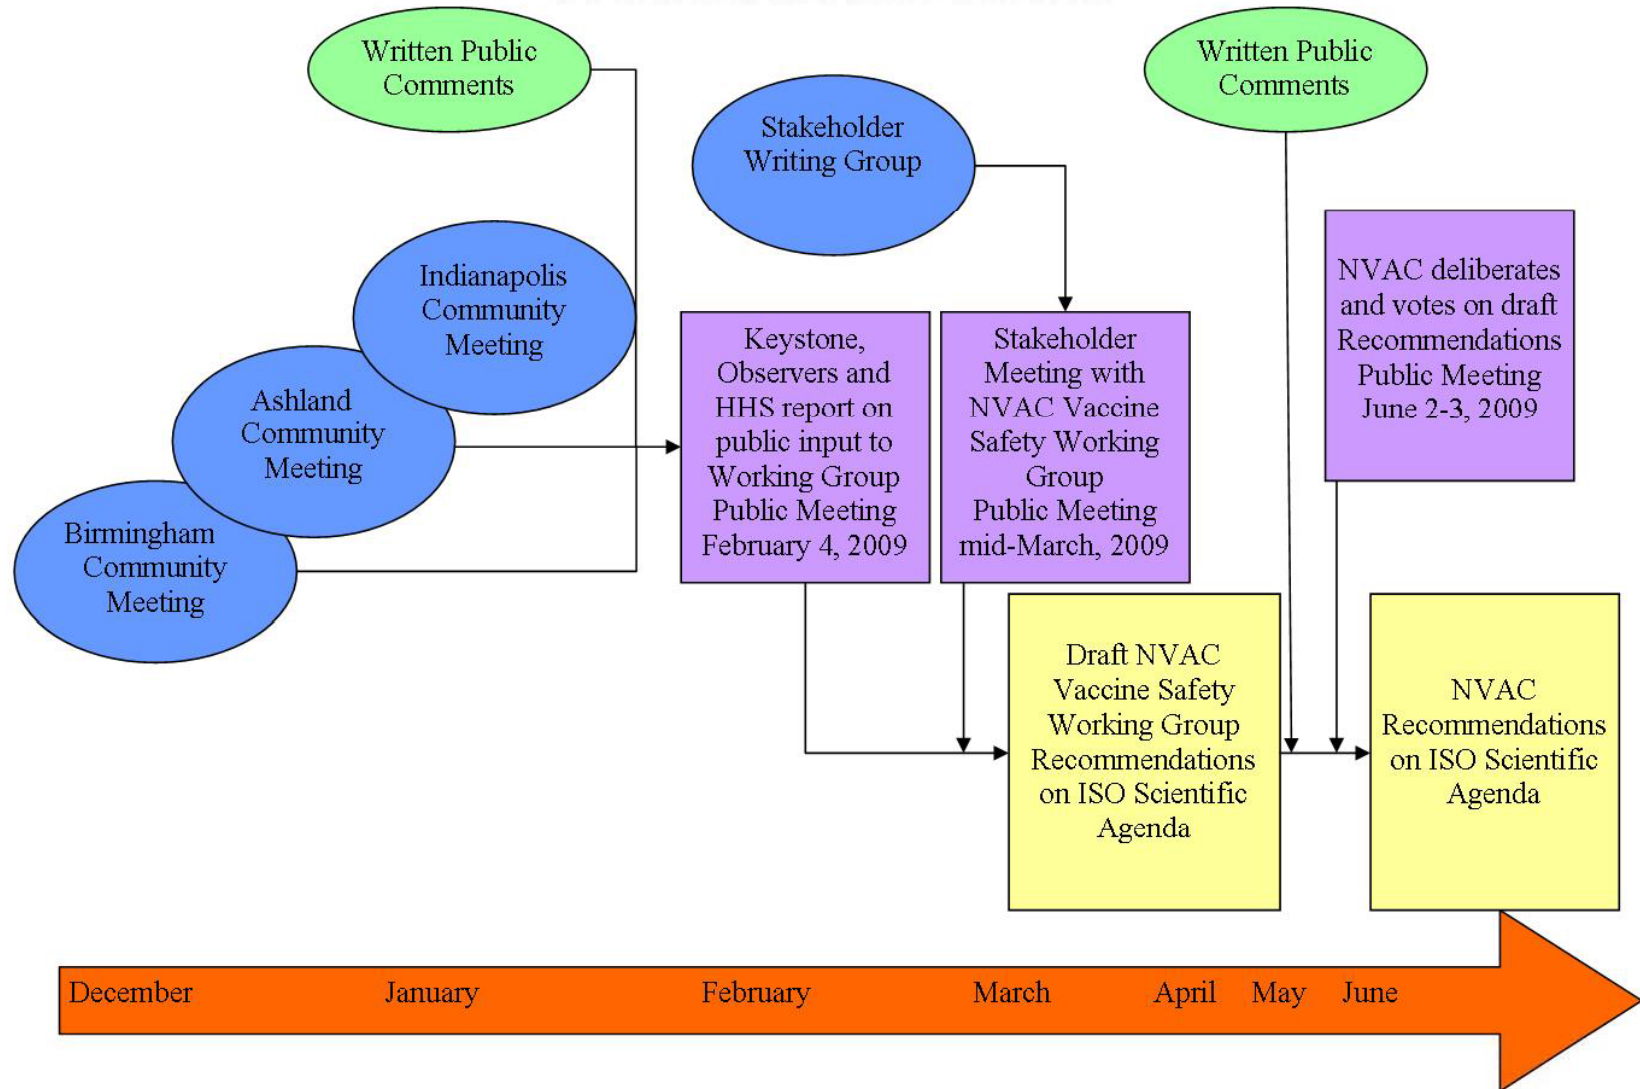 Written Public
Comments
Written Public
Comments
Stakeholder
Writing Group
Indianapolis
Community
Meeting
Ashland
Community
Meeting
Birmingham
Community
Meeting
Keystone,
Observers and
HHS report on
public input to
Working Group
Public Meeting
February 4, 2009
Stakeholder
Meeting with
NVAC Vaccine
Safety Working
Group
Public Meeting
mid-March, 2009
NVAC deliberates
and votes on draft
Recommendations
Public Meeting
June 2-3, 2009
Draft NVAC
Vaccine Safety
Working Group
Recommendations
on ISO Scientific
Agenda
NVAC
Recommendations
on ISO Scientific
Agenda
December January February March April May June